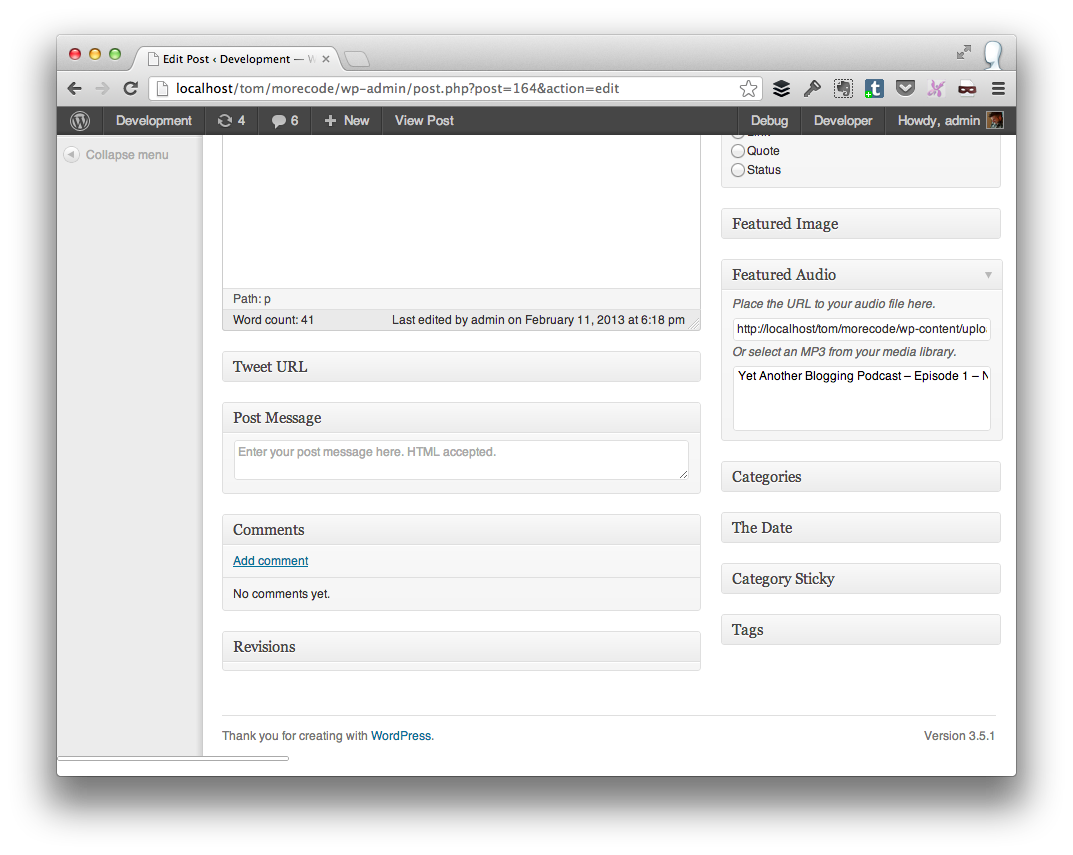 Edit Post ‹ Development — W
localhost/tom/morecode/wp-admin/post.php?post=164&action=edit
Development 4 6 + New View Post Debug Developer Howdy, admin
Collapse menu
Quote
Status
Path: p
Word count: 41 Last edited by admin on February 11, 2013 at 6:18 pm
Tweet URL
Post Message
Enter your post message here. HTML accepted.
Comments
Add comment
No comments yet.
Revisions
Featured Image
Featured Audio
Place the URL to your audio file here.
http://localhost/tom/morecode/wp-content/uplo
Or select an MP3 from your media library.
Yet Another Blogging Podcast – Episode 1 – N
Categories
The Date
Category Sticky
Tags
Thank you for creating with WordPress. Version 3.5.1